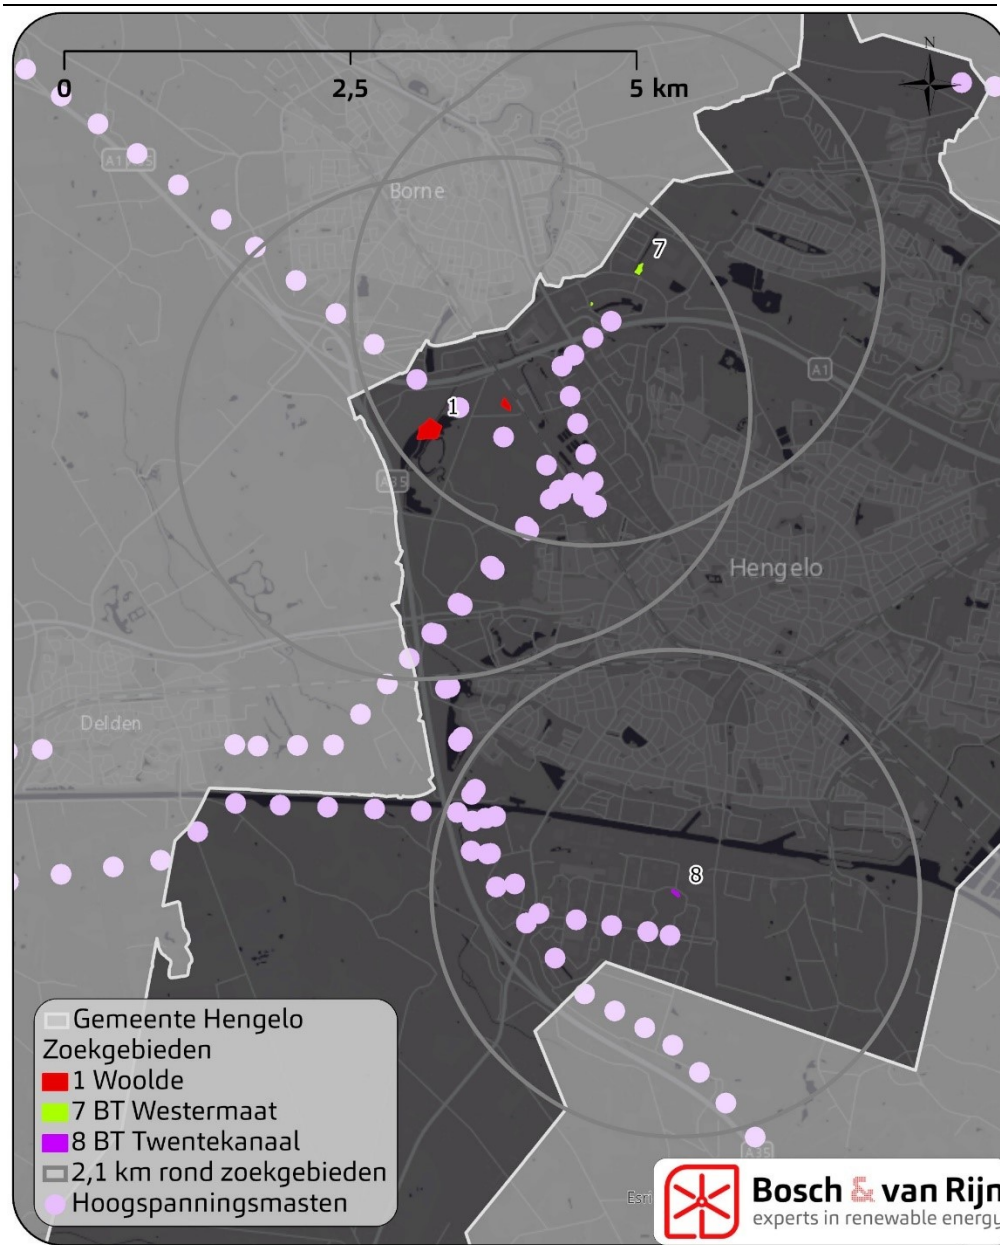 N
0
2,5
5 km
Borne
7
A1
1
A35
Hengelo
Delden
8
A35
Gemeente Hengelo
Zoekgebieden
1 Woolde
7 BT Westermaat
8 BT Twentekanaal
2,1 km rond zoekgebieden
Hoogspanningsmasten
Esri
Bosch & van Rijn
experts in renewable energy